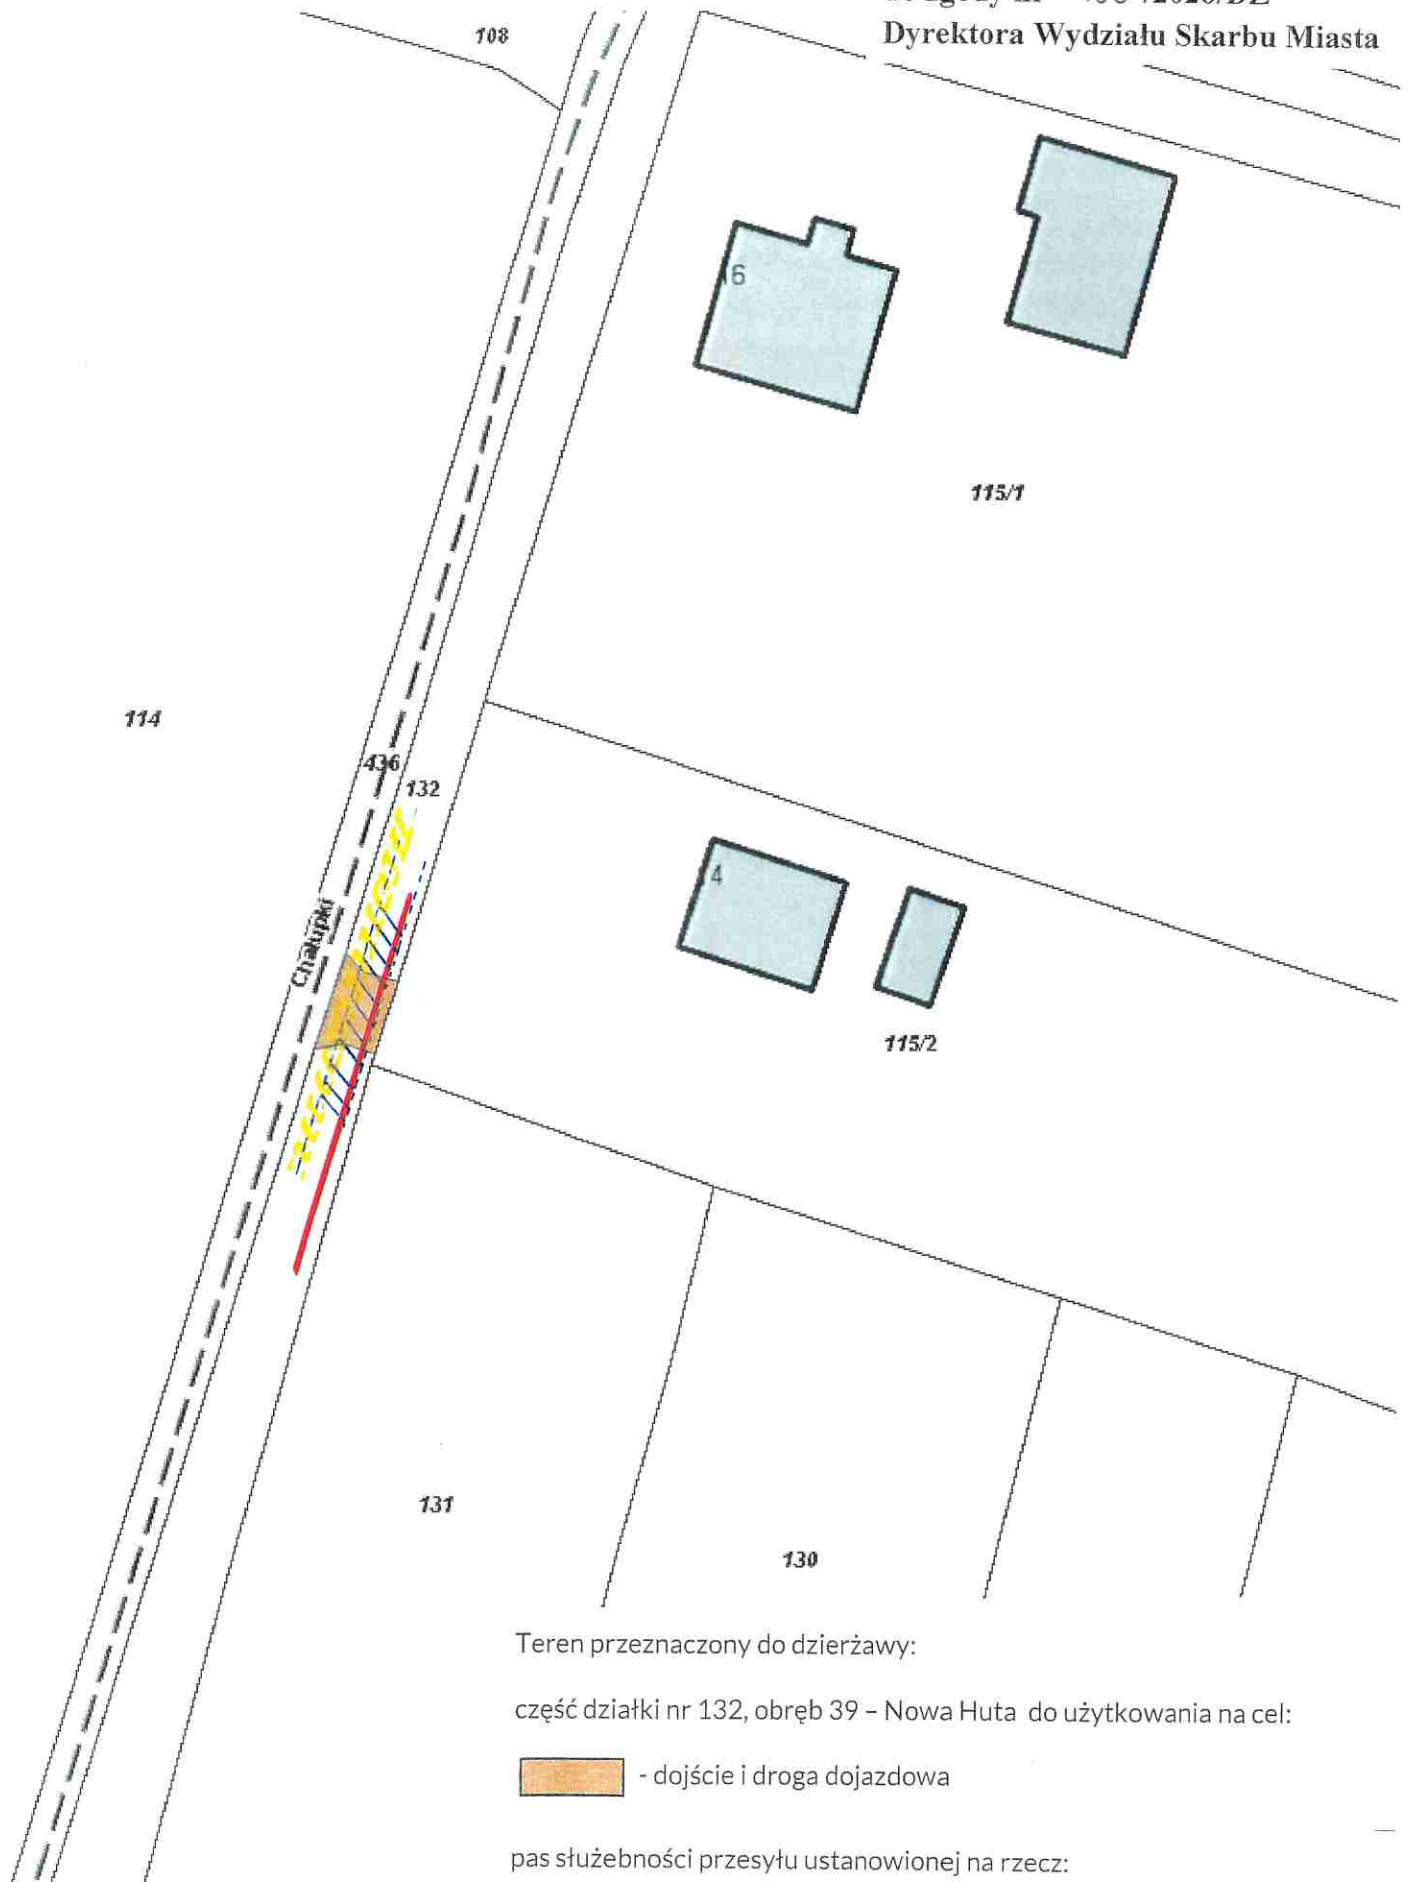 Dyrektora Wydziału Skarbu Miasta
108
6
115/1
114
436
132
Chałupki
4
115/2
131
130
Teren przeznaczony do dzierżawy:
część działki nr 132, obręb 39 – Nowa Huta do użytkowania na cel:
- dojście i droga dojazdowa
pas służebności przesyłu ustanowionej na rzecz: